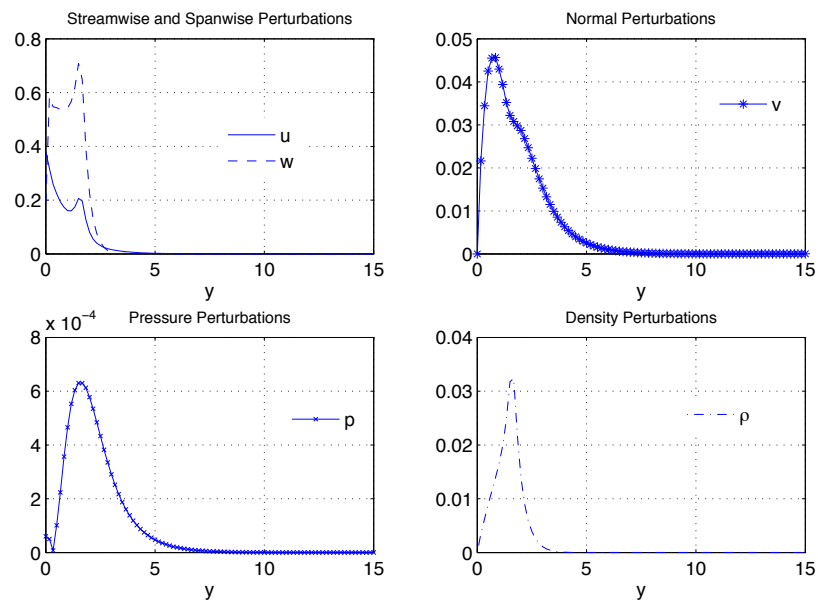 Streamwise and Spanwise Perturbations
0.8
0.6
0.4
0.2
0
0 5 10 15
y
u
w
Normal Perturbations
0.05
0.04
0.03
0.02
0.01
0
0 5 10 15
y
v
Pressure Perturbations
x 10⁻⁴
8
6
4
2
0
0 5 10 15
y
p
Density Perturbations
0.04
0.03
0.02
0.01
0
0 5 10 15
y
ρ